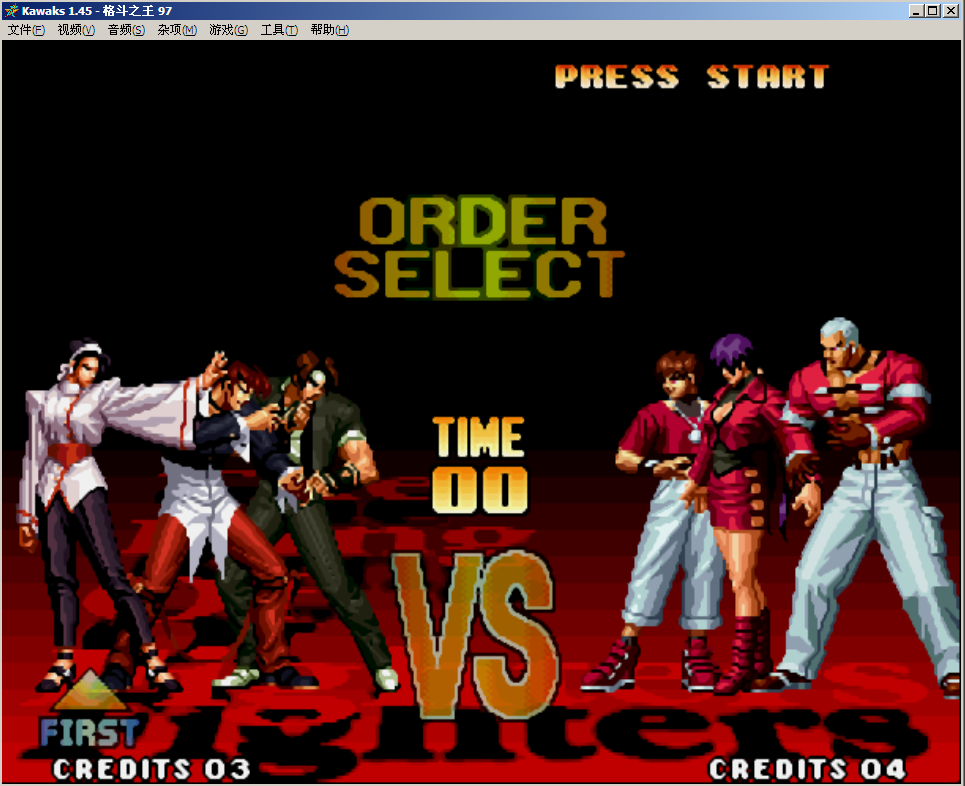 Kawaks 1.45 - 格斗之王 97
文件(F) 视频(V) 音频(S) 杂项(M) 游戏(G) 工具(T) 帮助(H)
PRESS START
ORDER
SELECT
TIME
00
VS
FIRST
fighters
CREDITS 03 CREDITS 04